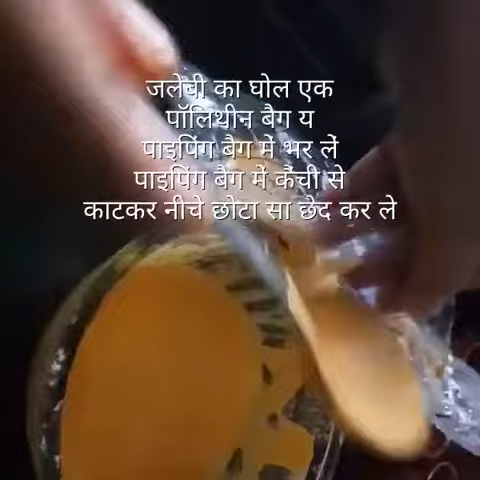 जलेबी का घोल एक
पॉलिथीन बैग य
पाइपिंग बैग में भर लें
पाइपिंग बैग में कैंची से
काटकर नीचे छोटा सा छेद कर ले